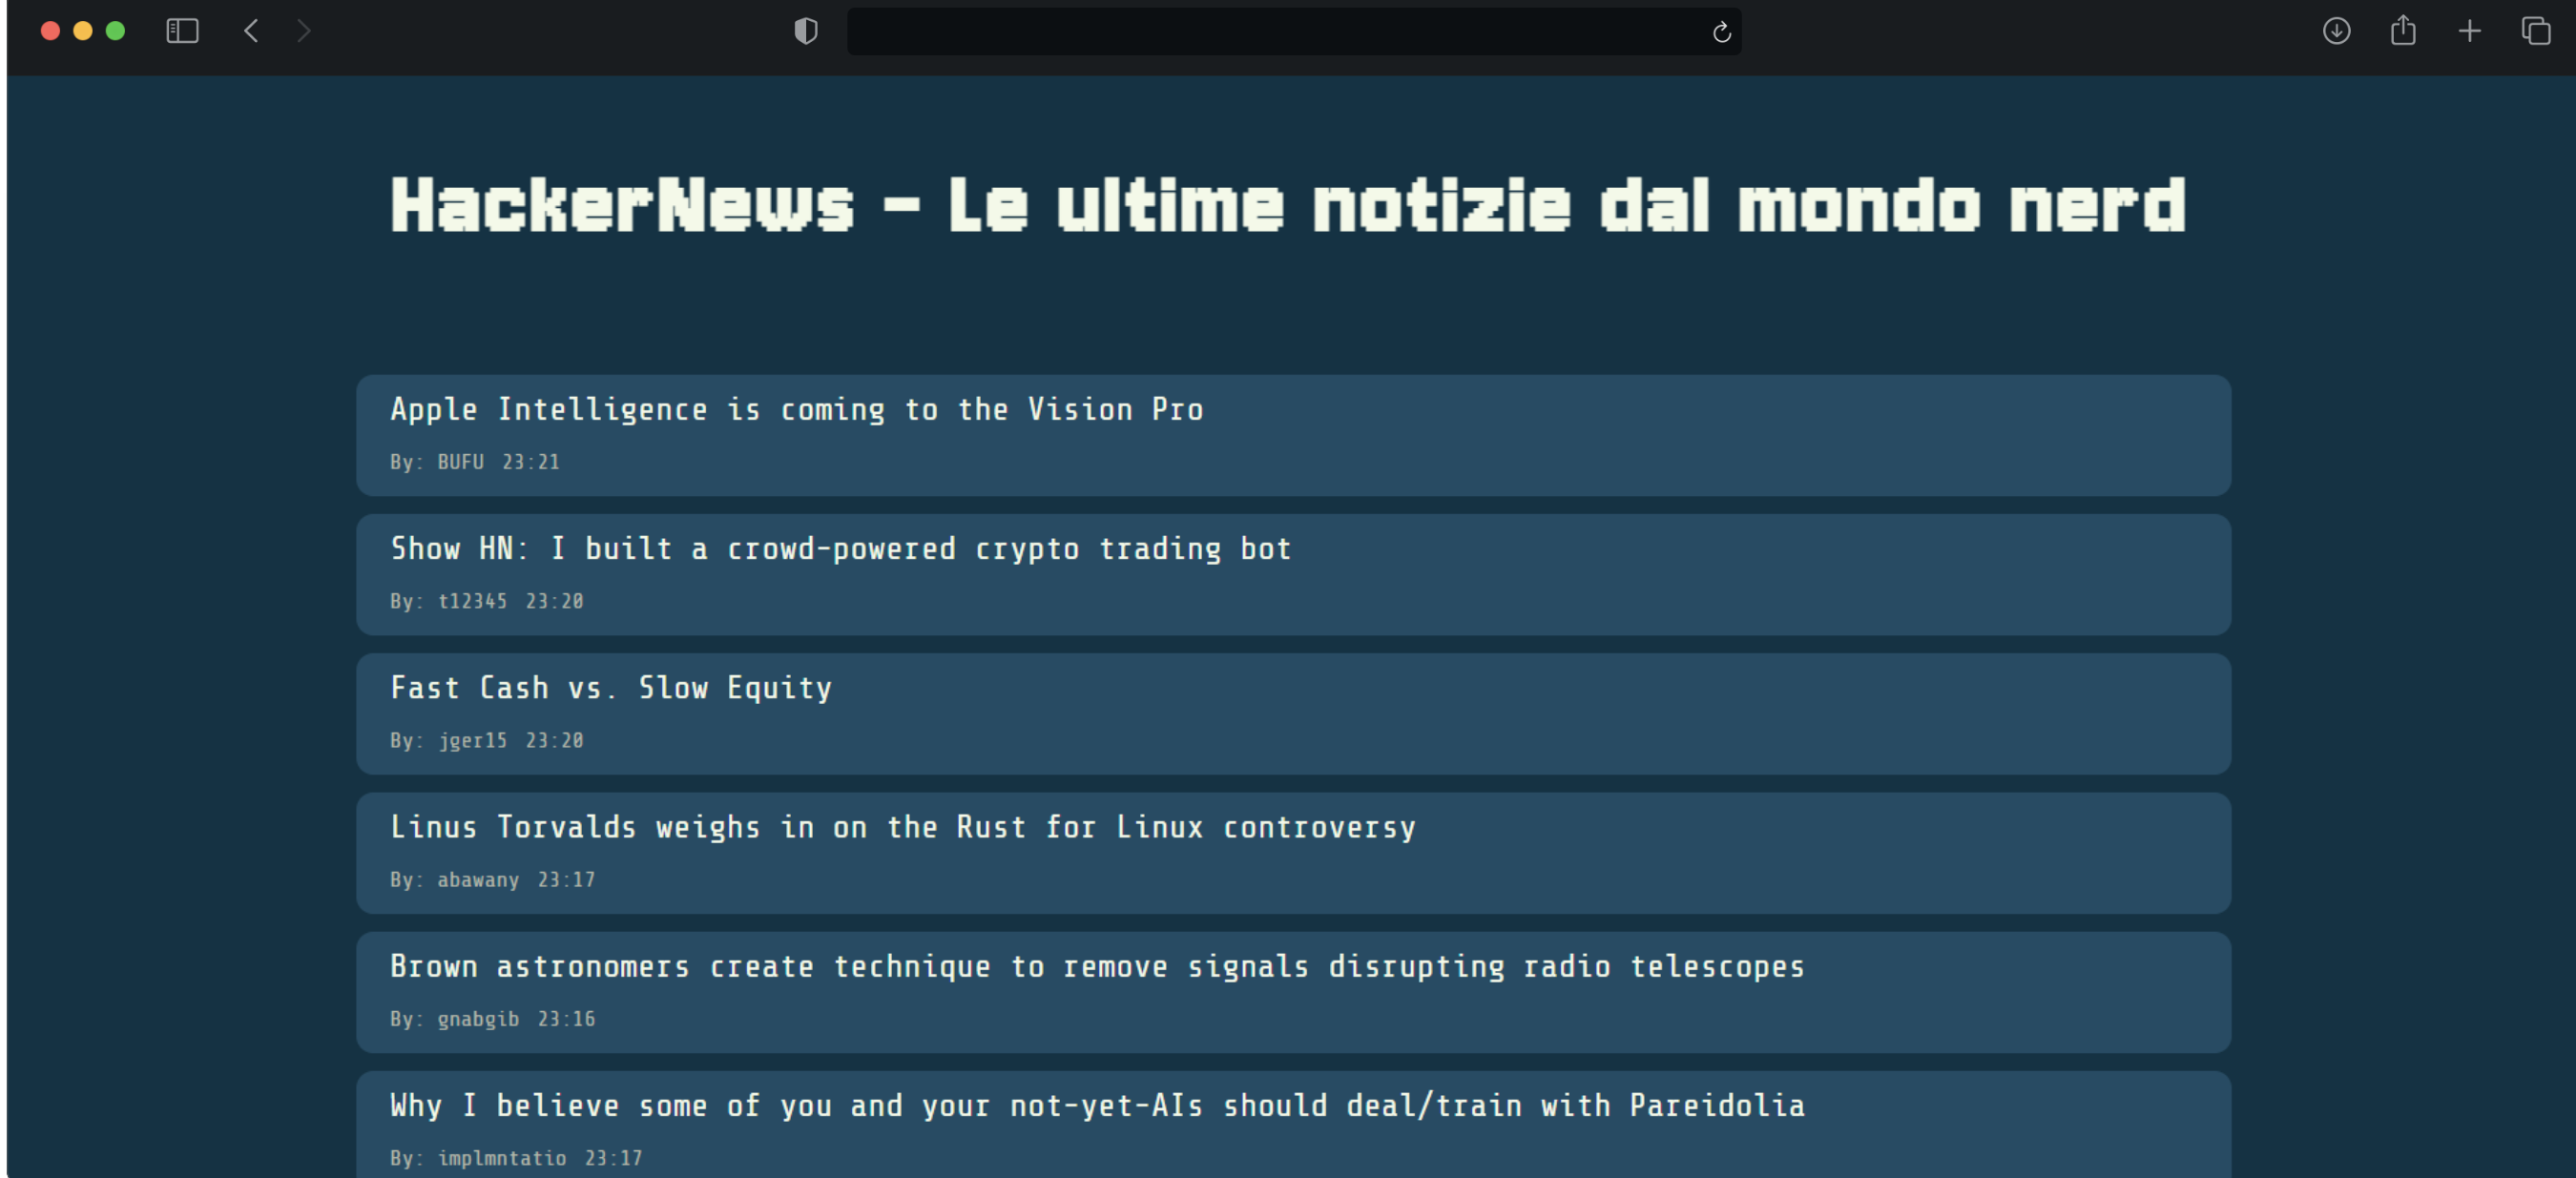 HackerNews - Le ultime notizie dal mondo nerd
Apple Intelligence is coming to the Vision Pro
By: BUFU 23:21
Show HN: I built a crowd-powered crypto trading bot
By: t12345 23:20
Fast Cash vs. Slow Equity
By: jger15 23:20
Linus Torvalds weighs in on the Rust for Linux controversy
By: abawany 23:17
Brown astronomers create technique to remove signals disrupting radio telescopes
By: gnabgib 23:16
Why I believe some of you and your not-yet-AIs should deal/train with Pareidolia
By: implmntatio 23:17